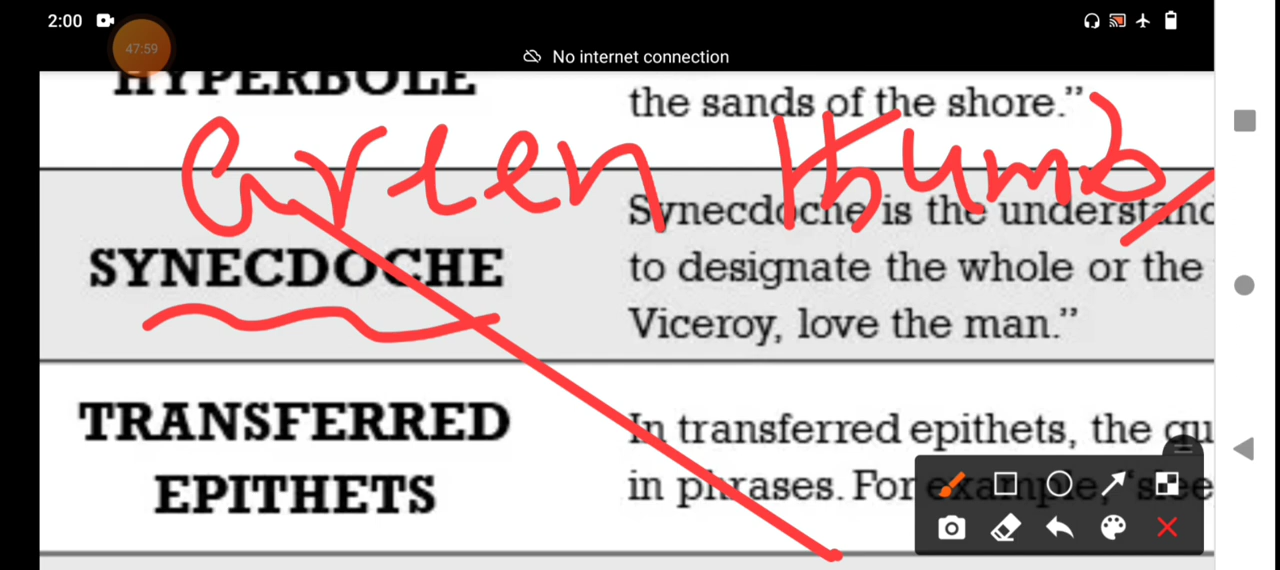 2:00
47:59
No internet connection
HYPERBOLE
the sands of the shore.”
Green thumb
SYNECDOCHE
Synecdoche is the understand
to designate the whole or the
Viceroy, love the man.”
TRANSFERRED
EPITHETS
In transferred epithets, the qu
in phrases. For example, “slee